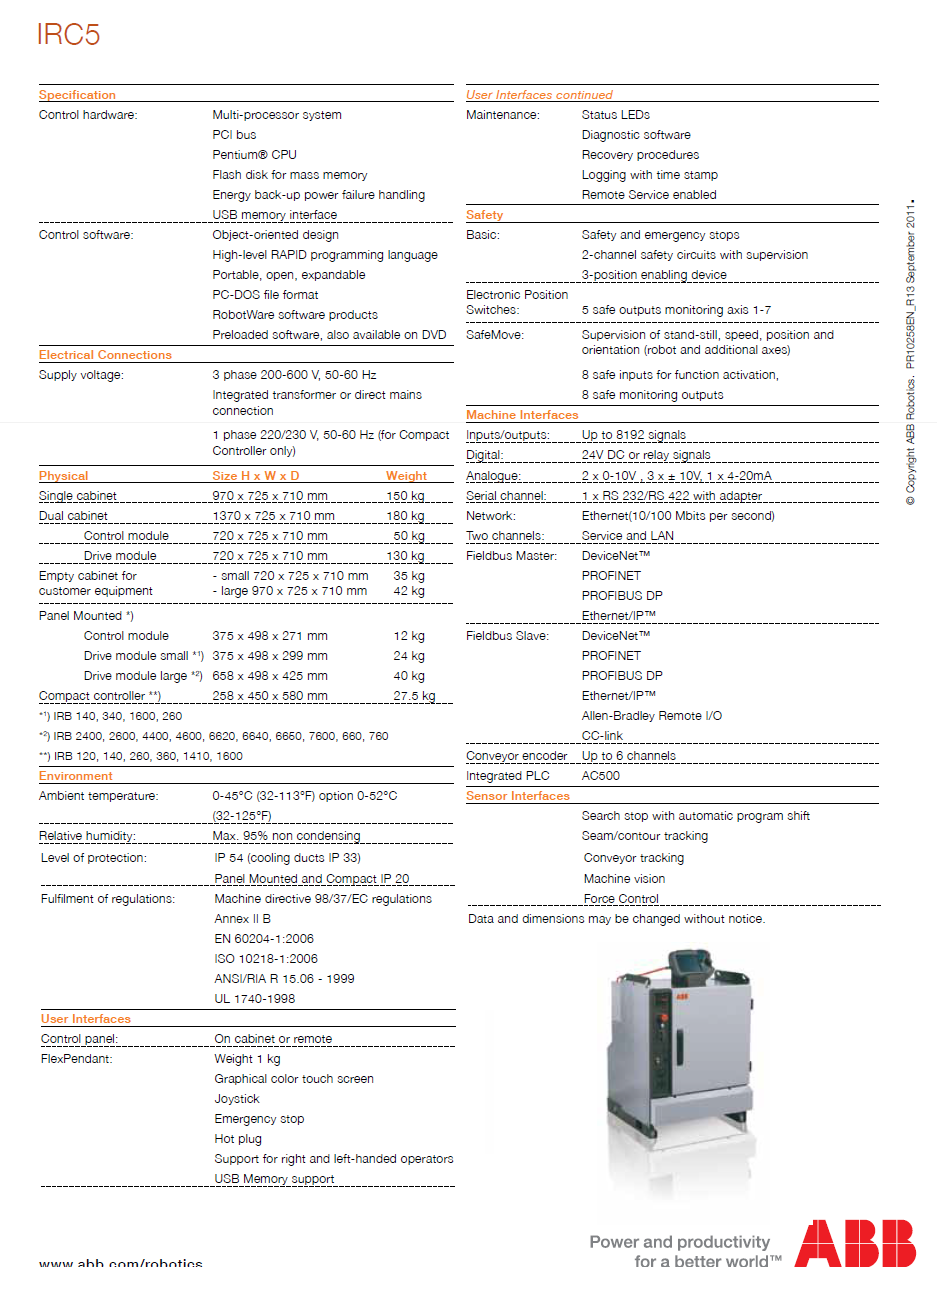 IRC5
Specification
Control hardware: Multi-processor system
PCI bus
Pentium® CPU
Flash disk for mass memory
Energy back-up power failure handling
USB memory interface
Control software: Object-oriented design
High-level RAPID programming language
Portable, open, expandable
PC-DOS file format
RobotWare software products
Preloaded software, also available on DVD
Electrical Connections
Supply voltage: 3 phase 200-600 V, 50-60 Hz
Integrated transformer or direct mains
connection
1 phase 220/230 V, 50-60 Hz (for Compact
Controller only)
Physical Size H x W x D Weight
Single cabinet 970 x 725 x 710 mm 150 kg
Dual cabinet 1370 x 725 x 710 mm 180 kg
Control module 720 x 725 x 710 mm 50 kg
Drive module 720 x 725 x 710 mm 130 kg
Empty cabinet for - small 720 x 725 x 710 mm 35 kg
customer equipment - large 970 x 725 x 710 mm 42 kg
Panel Mounted *)
Control module 375 x 498 x 271 mm 12 kg
Drive module small *1) 375 x 498 x 299 mm 24 kg
Drive module large *2) 658 x 498 x 425 mm 40 kg
Compact controller **) 258 x 450 x 580 mm 27.5 kg
*1) IRB 140, 340, 1600, 260
*2) IRB 2400, 2600, 4400, 4600, 6620, 6640, 6650, 7600, 660, 760
**) IRB 120, 140, 260, 360, 1410, 1600
Environment
Ambient temperature: 0-45°C (32-113°F) option 0-52°C
(32-125°F)
Relative humidity: Max. 95% non condensing
Level of protection: IP 54 (cooling ducts IP 33)
Panel Mounted and Compact IP 20
Fulfilment of regulations: Machine directive 98/37/EC regulations
Annex II B
EN 60204-1:2006
ISO 10218-1:2006
ANSI/RIA R 15.06 - 1999
UL 1740-1998
User Interfaces
Control panel: On cabinet or remote
FlexPendant: Weight 1 kg
Graphical color touch screen
Joystick
Emergency stop
Hot plug
Support for right and left-handed operators
USB Memory support
User Interfaces continued
Maintenance: Status LEDs
Diagnostic software
Recovery procedures
Logging with time stamp
Remote Service enabled
Safety
Basic: Safety and emergency stops
2-channel safety circuits with supervision
3-position enabling device
Electronic Position
Switches: 5 safe outputs monitoring axis 1-7
SafeMove: Supervision of stand-still, speed, position and
orientation (robot and additional axes)
8 safe inputs for function activation,
8 safe monitoring outputs
Machine Interfaces
Inputs/outputs: Up to 8192 signals
Digital: 24V DC or relay signals
Analogue: 2 x 0-10V , 3 x ± 10V, 1 x 4-20mA
Serial channel: 1 x RS 232/RS 422 with adapter
Network: Ethernet(10/100 Mbits per second)
Two channels: Service and LAN
Fieldbus Master: DeviceNet™
PROFINET
PROFIBUS DP
Ethernet/IP™
Fieldbus Slave: DeviceNet™
PROFINET
PROFIBUS DP
Ethernet/IP™
Allen-Bradley Remote I/O
CC-link
Conveyor encoder Up to 6 channels
Integrated PLC AC500
Sensor Interfaces
Search stop with automatic program shift
Seam/contour tracking
Conveyor tracking
Machine vision
Force Control
Data and dimensions may be changed without notice.
© Copyright ABB Robotics. PR10258EN_R13 September 2011.
ABB
Power and productivity
for a better world™
ABB
www.abb.com/robotics